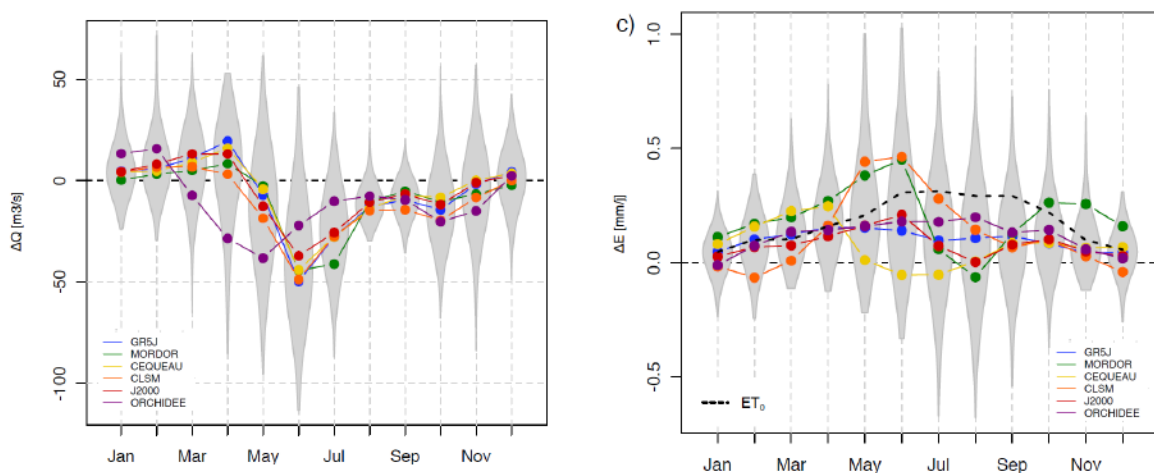 c)
ΔQ [m3/s]
50
0
-50
-100
GR5J
MORDOR
CEQUEAU
CLSM
J2000
ORCHIDEE
Jan Mar May Jul Sep Nov
ΔE [mm/j]
1.0
0.5
0.0
-0.5
ET0
GR5J
MORDOR
CEQUEAU
CLSM
J2000
ORCHIDEE
Jan Mar May Jul Sep Nov